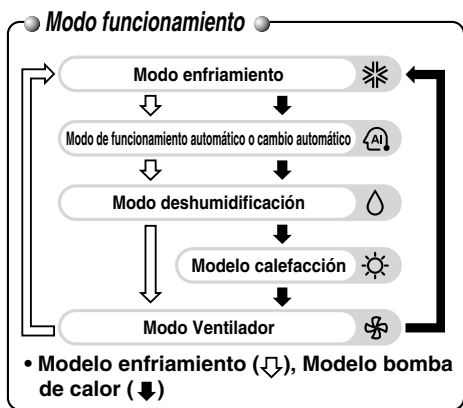 Modo funcionamiento
Modo enfriamiento
Modo de funcionamiento automático o cambio automático
AI
Modo deshumidificación
Modelo calefacción
Modo Ventilador
• Modelo enfriamiento (⇩), Modelo bomba
de calor (⬇)